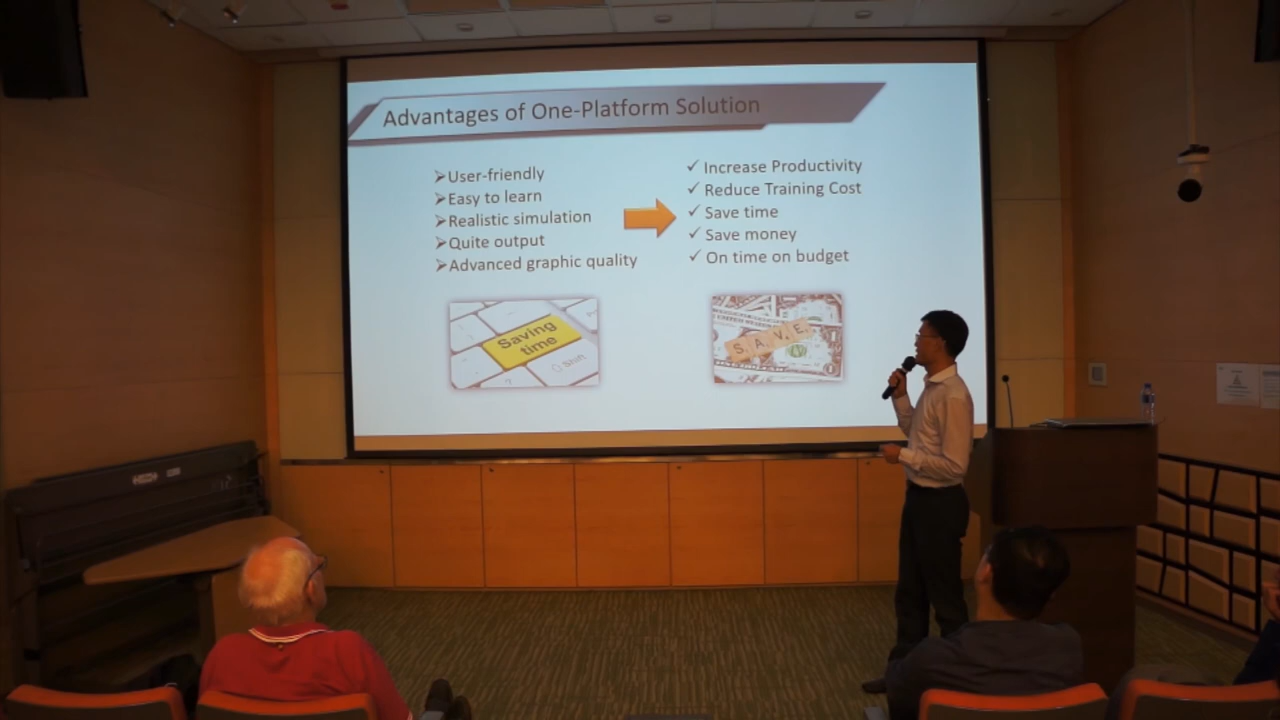 Advantages of One-Platform Solution
➢User-friendly
➢Easy to learn
➢Realistic simulation
➢Quite output
➢Advanced graphic quality
✓ Increase Productivity
✓ Reduce Training Cost
✓ Save time
✓ Save money
✓ On time on budget
Saving
time
Shift
S.A.V.E.